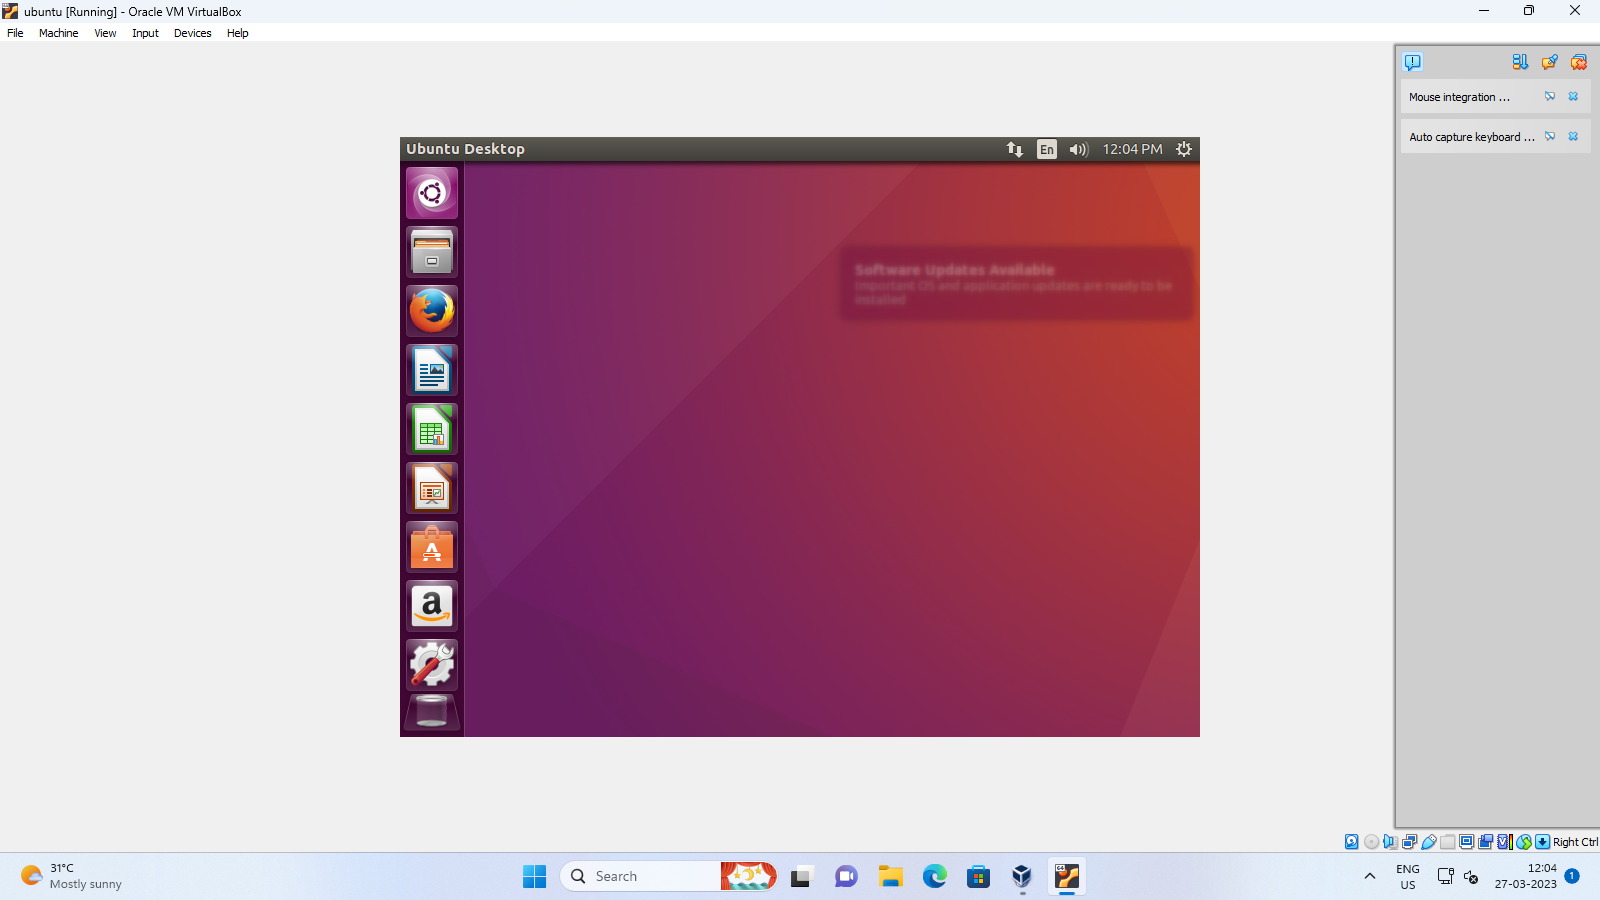 ubuntu [Running] - Oracle VM VirtualBox
File Machine View Input Devices Help
Mouse integration ...
Auto capture keyboard ...
Ubuntu Desktop
En
12:04 PM
Software Updates Available
Important OS and application updates are ready to be
installed
a
Right Ctrl
31°C
Mostly sunny
Search
64
ENG
US
12:04
27-03-2023
1